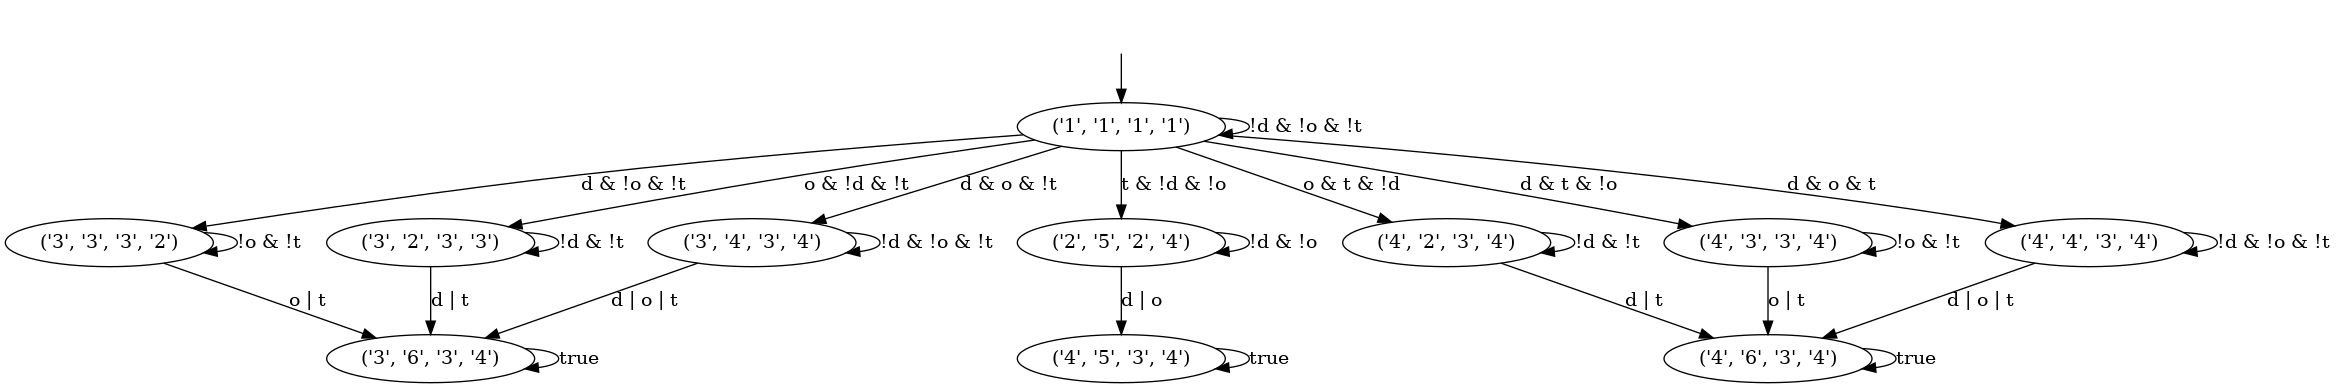 ('1', '1', '1', '1')
!d & !o & !t
d & !o & !t
o & !d & !t
d & o & !t
t & !d & !o
o & t & !d
d & t & !o
d & o & t
('3', '3', '3', '2')
!o & !t
('3', '2', '3', '3')
!d & !t
('3', '4', '3', '4')
!d & !o & !t
('2', '5', '2', '4')
!d & !o
('4', '2', '3', '4')
!d & !t
('4', '3', '3', '4')
!o & !t
('4', '4', '3', '4')
!d & !o & !t
o | t
d | t
d | o | t
d | o
d | t
o | t
d | o | t
('3', '6', '3', '4')
true
('4', '5', '3', '4')
true
('4', '6', '3', '4')
true